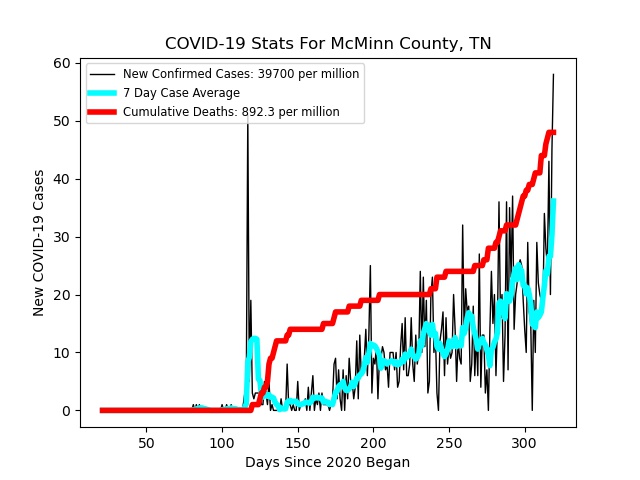 COVID-19 Stats For McMinn County, TN
New Confirmed Cases: 39700 per million
7 Day Case Average
Cumulative Deaths: 892.3 per million
New COVID-19 Cases
60
50
40
30
20
10
0
50 100 150 200 250 300
Days Since 2020 Began